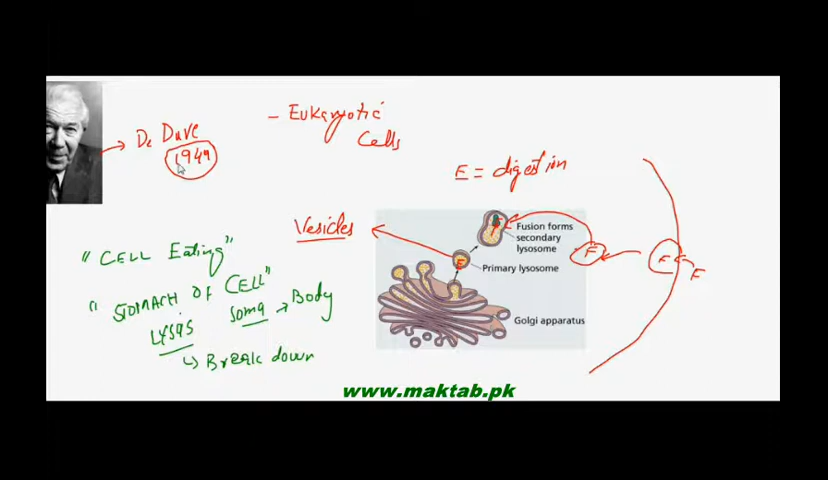 De Duve
1949
- Eukaryotic
Cells
E = digestion
Vesicles
"CELL Eating"
"STOMACH OF CELL"
LYSAS Soma → Body
↳ Break down
Fusion forms
secondary
lysosome
E
Primary lysosome
Golgi apparatus
F
F
F
www.maktab.pk